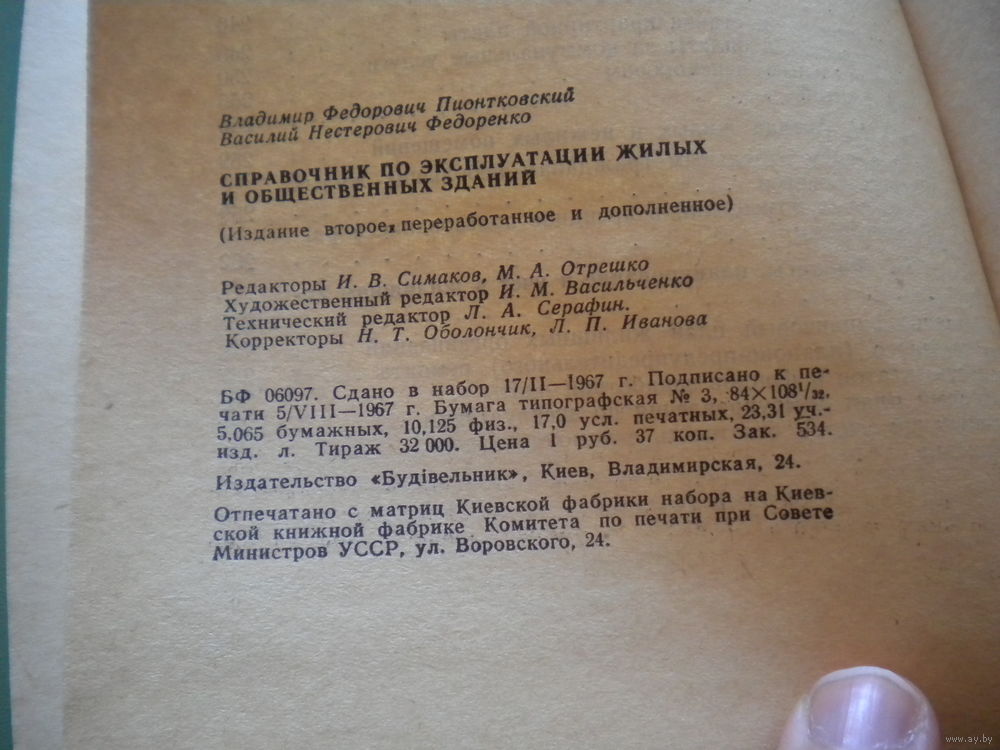 Владимир Федорович Пионтковский
Василий Нестерович Федоренко
СПРАВОЧНИК ПО ЭКСПЛУАТАЦИИ ЖИЛЫХ
И ОБЩЕСТВЕННЫХ ЗДАНИЙ
(Издание второе, переработанное и дополненное)
Редакторы И. В. Симаков, М. А. Отрешко
Художественный редактор И. М. Васильченко
Технический редактор Л. А. Серафин.
Корректоры Н. Т. Оболончик, Л. П. Иванова
БФ 06097. Сдано в набор 17/II—1967 г. Подписано к пе-
чати 5/VIII—1967 г. Бумага типографская № 3, 84×108¹/₃₂,
5,065 бумажных, 10,125 физ., 17,0 усл. печатных, 23,31 уч.-
изд. л. Тираж 32 000. Цена 1 руб. 37 коп. Зак. 534.
Издательство «Будівельник», Киев, Владимирская, 24.
Отпечатано с матриц Киевской фабрики набора на Киев-
ской книжной фабрике Комитета по печати при Совете
Министров УССР, ул. Воровского, 24.
www.ay.by